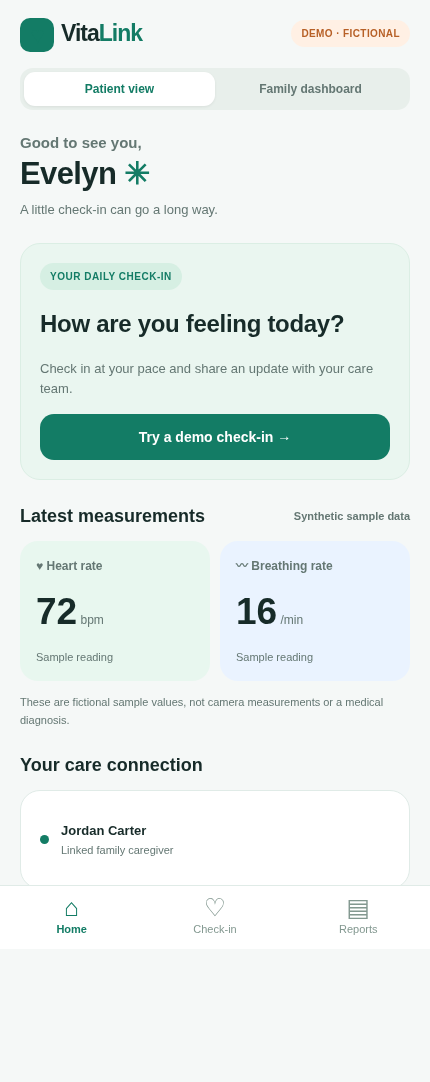 VitaLink
DEMO · FICTIONAL
Patient view
Family dashboard
Good to see you,
Evelyn ✳
A little check-in can go a long way.
YOUR DAILY CHECK-IN
How are you feeling today?
Check in at your pace and share an update with your care
team.
Try a demo check-in →
Latest measurements
Synthetic sample data
♥ Heart rate
72 bpm
Sample reading
〰 Breathing rate
16 /min
Sample reading
These are fictional sample values, not camera measurements or a medical
diagnosis.
Your care connection
Jordan Carter
Linked family caregiver
Home
Check-in
Reports